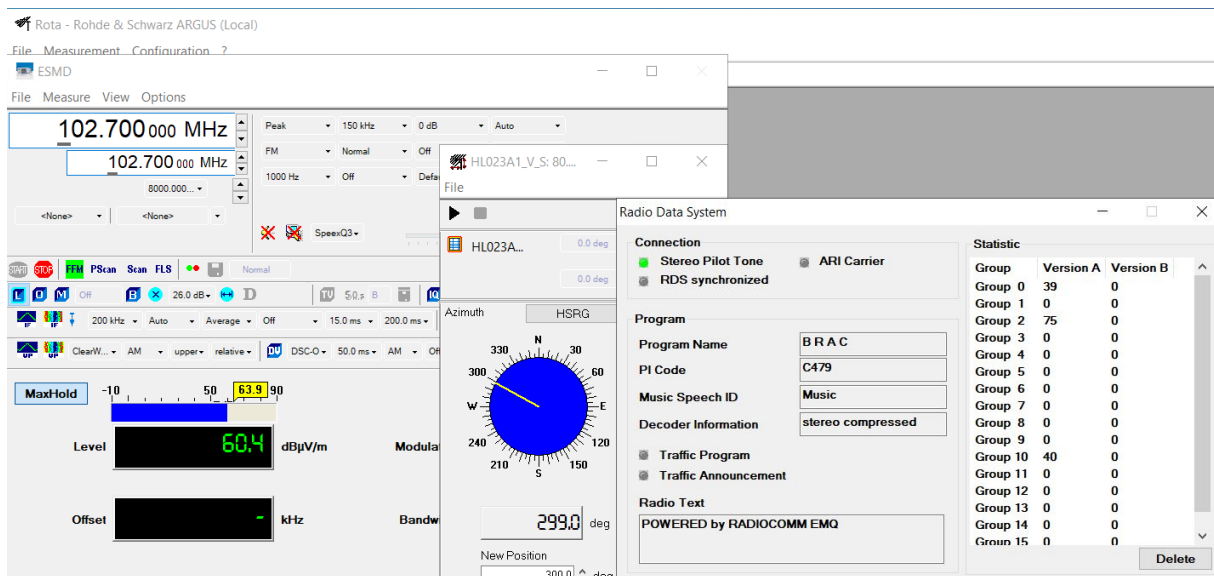 Rota - Rohde & Schwarz ARGUS (Local)
File Measurement Configuration ?
ESMD
File Measure View Options
102.700 000 MHz
102.700 000 MHz
8000.000...
<None> <None>
Peak 150 kHz 0 dB Auto
FM Normal Off
1000 Hz Off
SpeexQ3
START STOP FFM PScan Scan FLS Normal
L O M Off B 26.0 dB D TV 50.s B IQ
IF IF 200 kHz Auto Average Off 15.0 ms 200.0 ms
ClearW... AM upper relative DV DSC-O 50.0 ms AM
MaxHold -10 50 63.9 90
Level 60.4 dBµV/m
Offset - kHz
HL023A1_V_S: 80....
File
HL023A... 0.0 deg
0.0 deg
Azimuth HSRG
N
330 30
300 60
W E
240 120
210 150
S
299.0 deg
New Position
300.0 deg
Radio Data System
Connection
Stereo Pilot Tone ARI Carrier
RDS synchronized
Program
Program Name B R A C
PI Code C479
Music Speech ID Music
Decoder Information stereo compressed
Traffic Program
Traffic Announcement
Radio Text
POWERED by RADIOCOMM EMQ
Statistic
Group Version A Version B
Group 0 39 0
Group 1 0 0
Group 2 75 0
Group 3 0 0
Group 4 0 0
Group 5 0 0
Group 6 0 0
Group 7 0 0
Group 8 0 0
Group 9 0 0
Group 10 40 0
Group 11 0 0
Group 12 0 0
Group 13 0 0
Group 14 0 0
Group 15 0 0
Delete